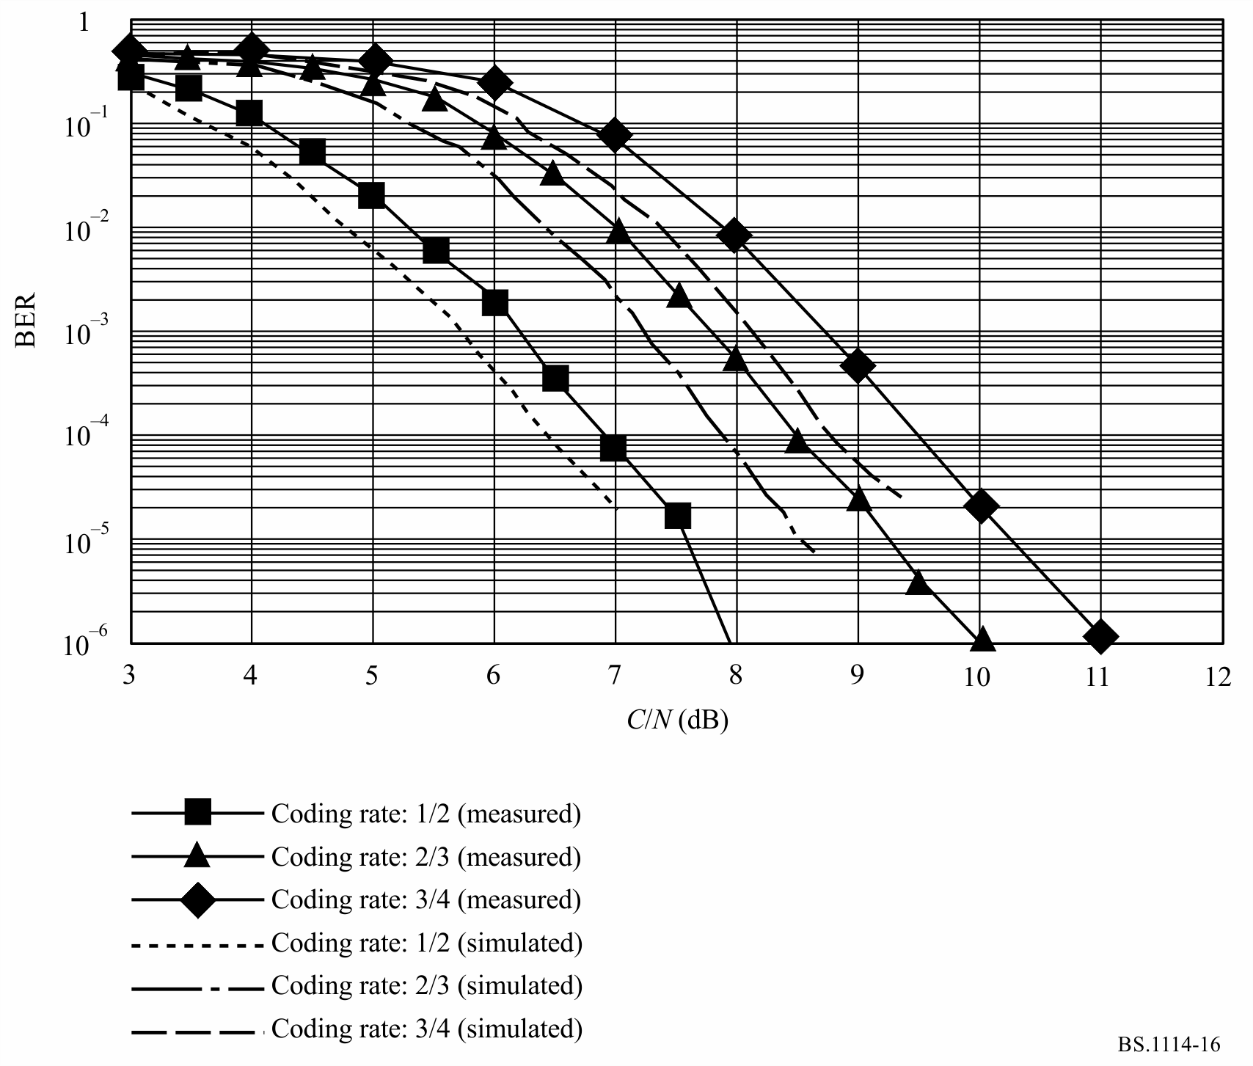 1
10⁻¹
10⁻²
10⁻³
10⁻⁴
10⁻⁵
10⁻⁶
BER
3 4 5 6 7 8 9 10 11 12
C/N (dB)
Coding rate: 1/2 (measured)
Coding rate: 2/3 (measured)
Coding rate: 3/4 (measured)
Coding rate: 1/2 (simulated)
Coding rate: 2/3 (simulated)
Coding rate: 3/4 (simulated)
BS.1114-16